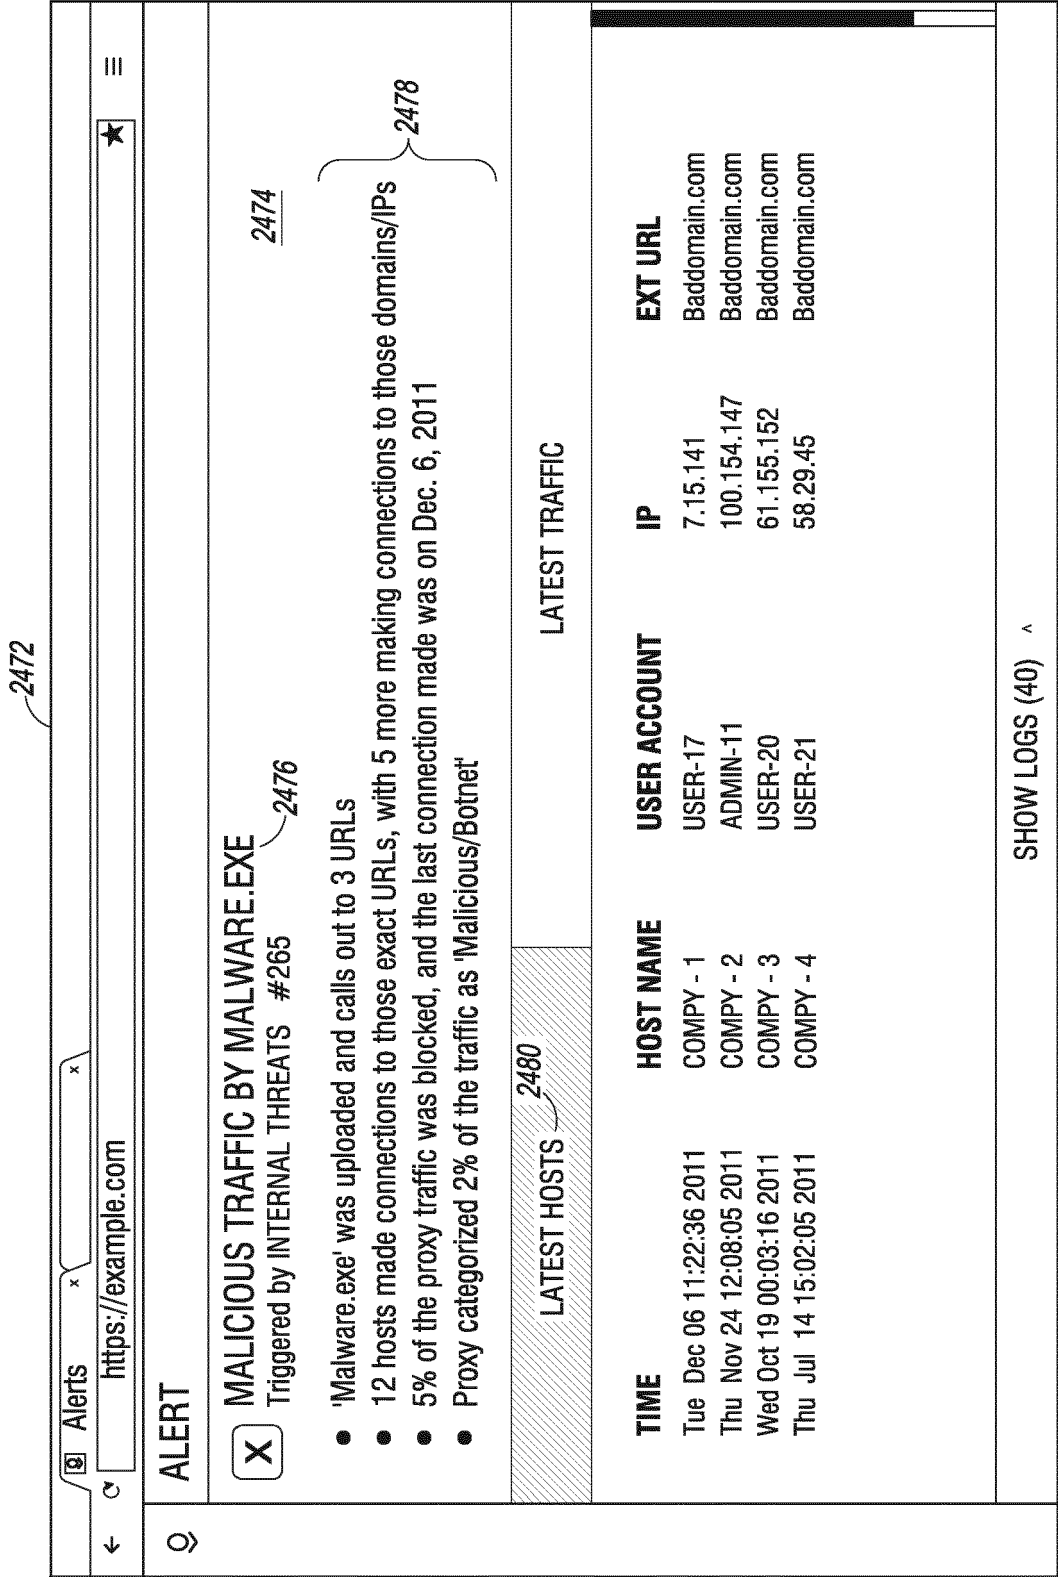 2472
Alerts x x
https://example.com
ALERT
2474
X MALICIOUS TRAFFIC BY MALWARE.EXE
2476
Triggered by INTERNAL THREATS #265
• 'Malware.exe' was uploaded and calls out to 3 URLs
• 12 hosts made connections to those exact URLs, with 5 more making connections to those domains/IPs
• 5% of the proxy traffic was blocked, and the last connection made was on Dec. 6, 2011
• Proxy categorized 2% of the traffic as 'Malicious/Botnet'
2478
LATEST HOSTS 2480 LATEST TRAFFIC
TIME HOST NAME USER ACCOUNT IP EXT URL
Tue Dec 06 11:22:36 2011 COMPY - 1 USER-17 7.15.141 Baddomain.com
Thu Nov 24 12:08:05 2011 COMPY - 2 ADMIN-11 100.154.147 Baddomain.com
Wed Oct 19 00:03:16 2011 COMPY - 3 USER-20 61.155.152 Baddomain.com
Thu Jul 14 15:02:05 2011 COMPY - 4 USER-21 58.29.45 Baddomain.com
SHOW LOGS (40) ^